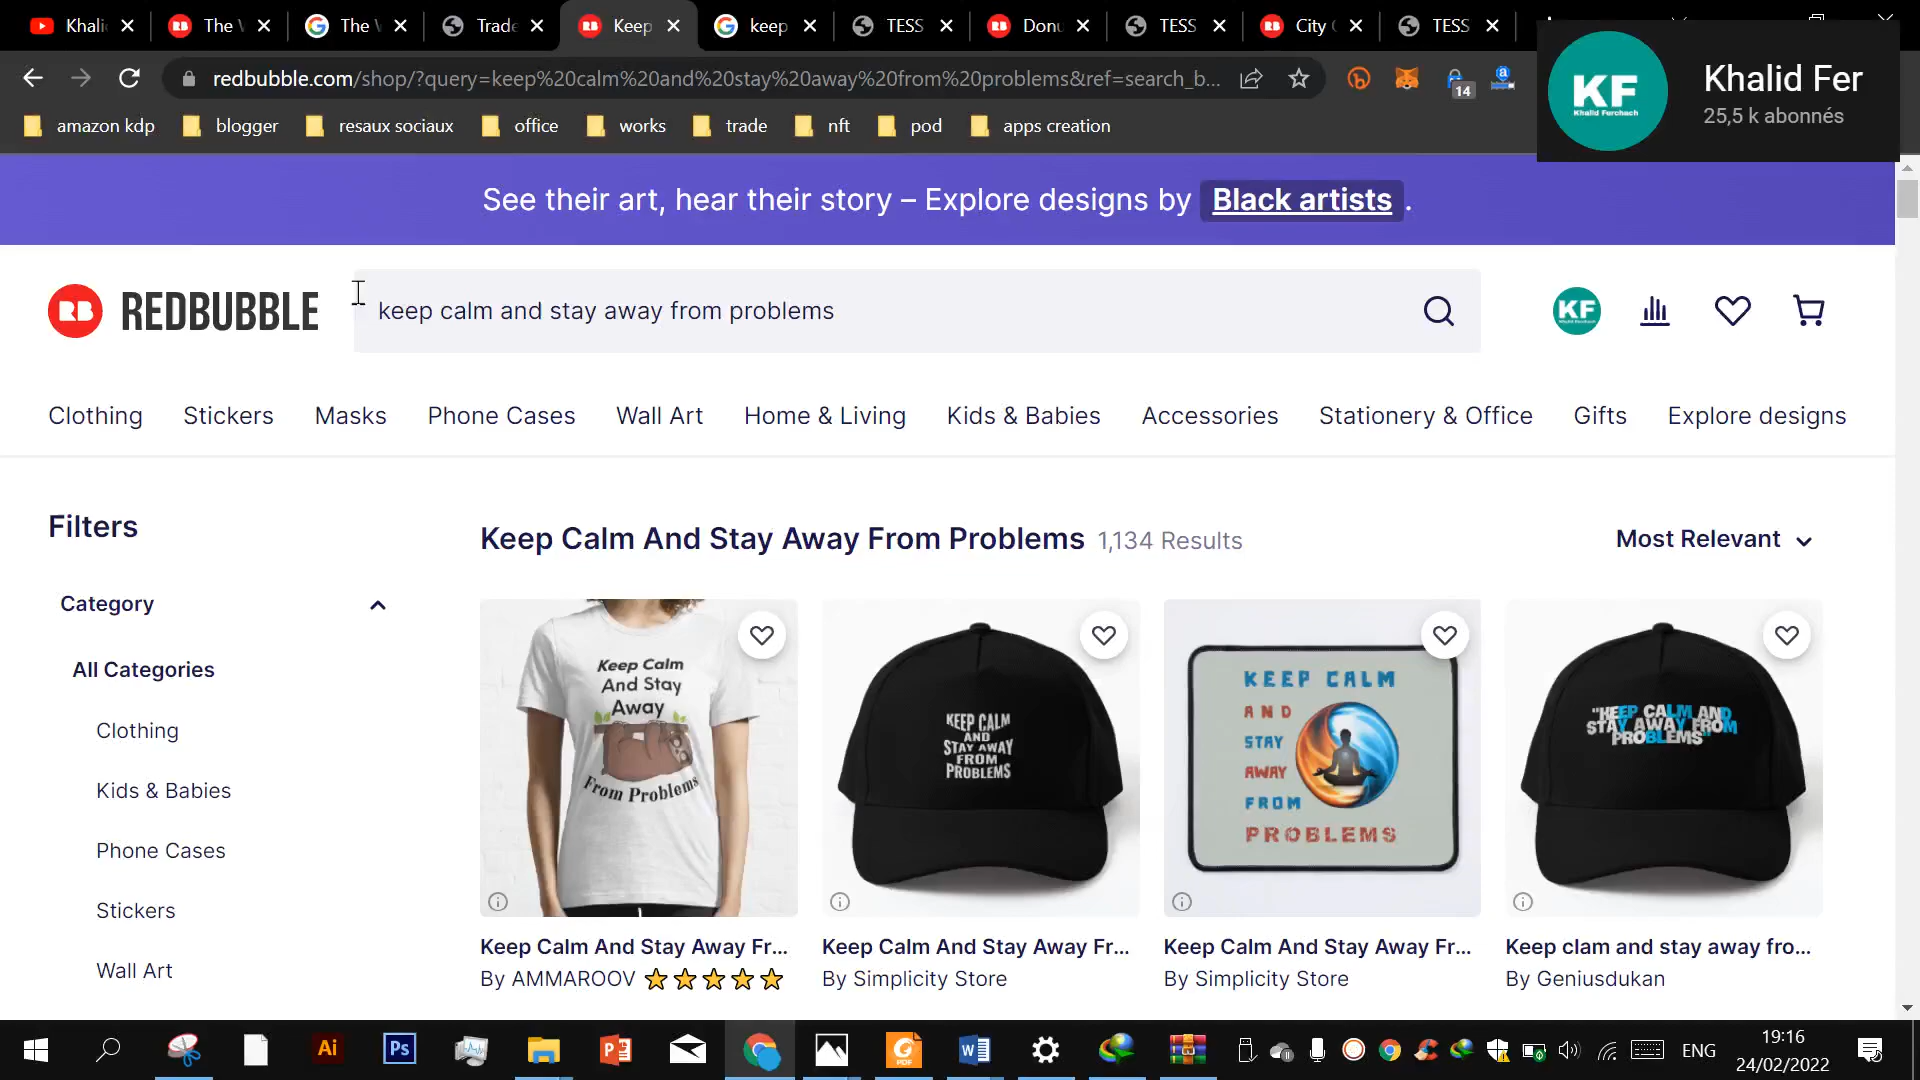 Khali
The V
The V
Trade
Keep
keep
TESS
Donu
TESS
City
TESS
redbubble.com/shop/?query=keep%20calm%20and%20stay%20away%20from%20problems&ref=search_b...
14
a
KF
Khalid Ferchach
Khalid Fer
25,5 k abonnés
amazon kdp
blogger
resaux sociaux
office
works
trade
nft
pod
apps creation
See their art, hear their story – Explore designs by Black artists.
RB REDBUBBLE
keep calm and stay away from problems
KF
Clothing
Stickers
Masks
Phone Cases
Wall Art
Home & Living
Kids & Babies
Accessories
Stationery & Office
Gifts
Explore designs
Filters
Keep Calm And Stay Away From Problems 1,134 Results
Most Relevant
Category
All Categories
Clothing
Kids & Babies
Phone Cases
Stickers
Wall Art
Keep Calm
And Stay
Away
From Problems
KEEP CALM
AND
STAY AWAY
FROM
PROBLEMS
KEEP CALM
AND
STAY
AWAY
FROM
PROBLEMS
"KEEP CALM AND
STAY AWAY FROM
PROBLEMS"
Keep Calm And Stay Away Fr...
By AMMAROOV
Keep Calm And Stay Away Fr...
By Simplicity Store
Keep Calm And Stay Away Fr...
By Simplicity Store
Keep clam and stay away fro...
By Geniusdukan
Ai
Ps
PDF
ENG
19:16
24/02/2022